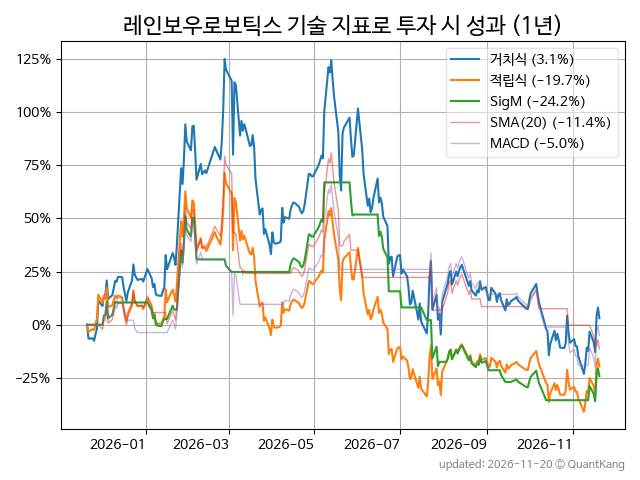 레인보우로보틱스 기술 지표로 투자 시 성과 (1년)
125%
100%
75%
50%
25%
0%
−25%
거치식 (3.1%)
적립식 (−19.7%)
SigM (−24.2%)
SMA(20) (−11.4%)
MACD (−5.0%)
2026-01
2026-03
2026-05
2026-07
2026-09
2026-11
updated: 2026-11-20 © QuantKang